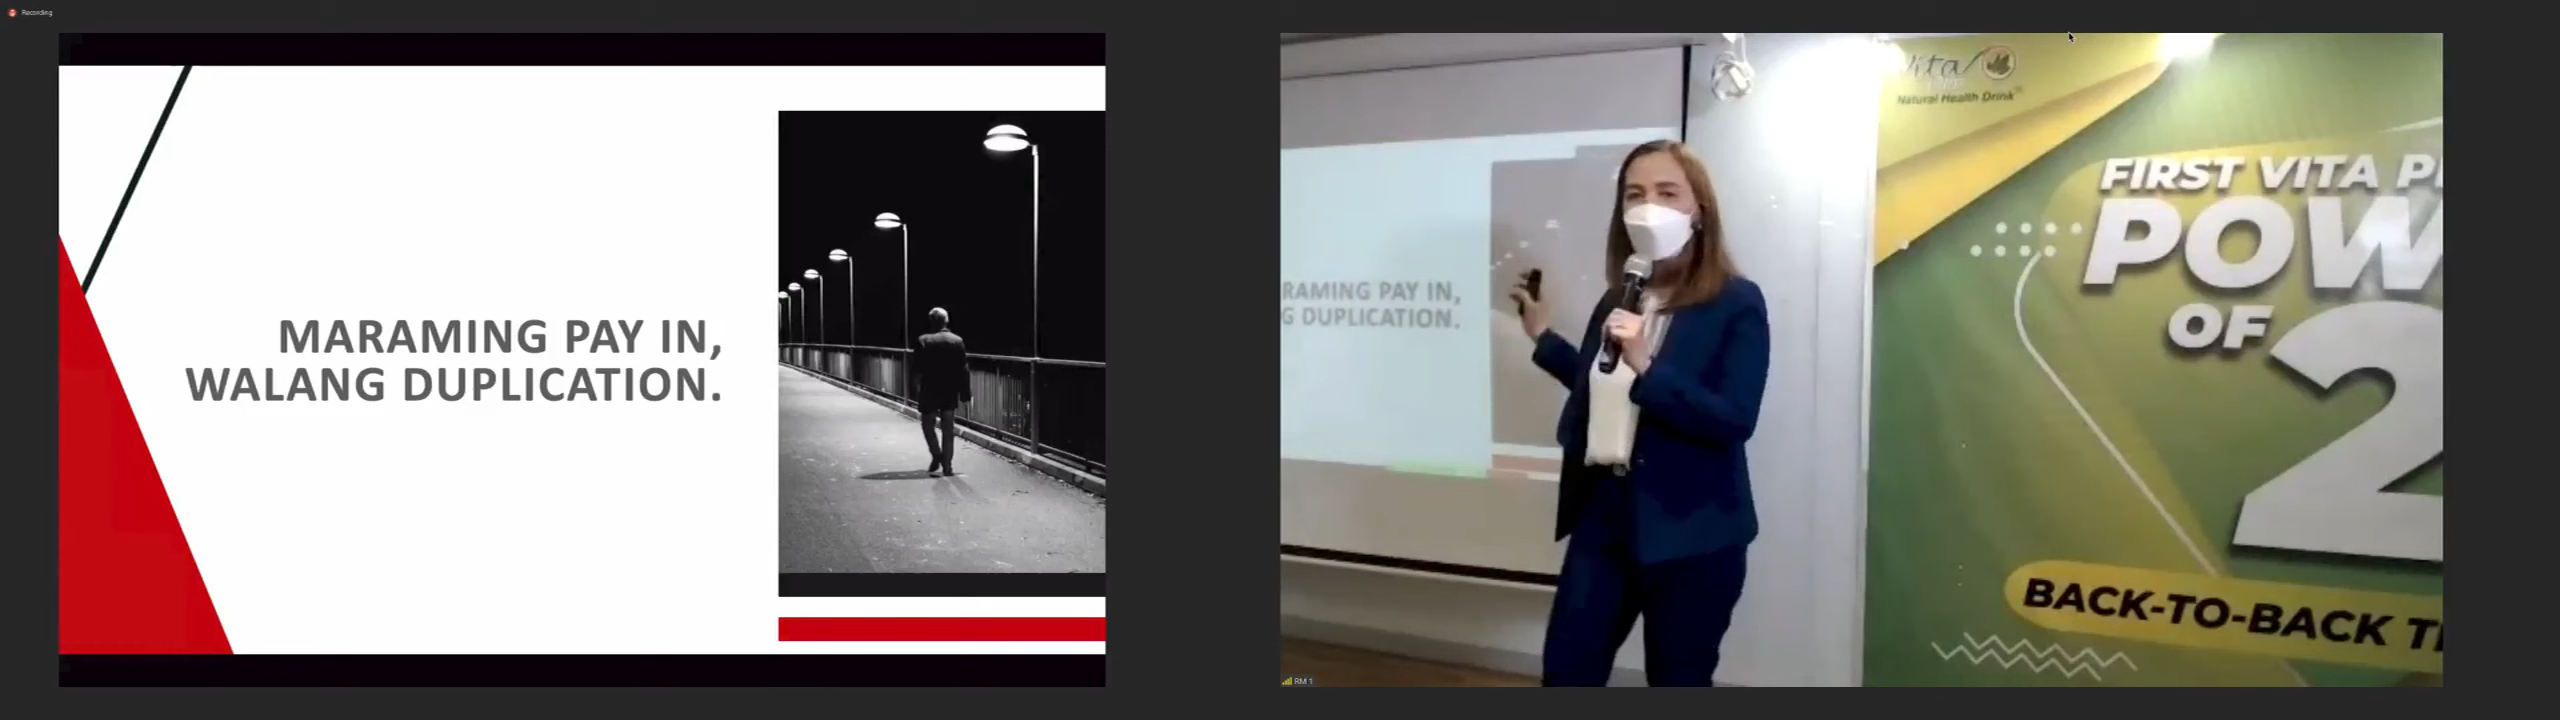 Recording
MARAMING PAY IN,
WALANG DUPLICATION.
RAMING PAY IN,
G DUPLICATION.
Vita
Natural Health Drink
FIRST VITA P
POW
OF
2
BACK-TO-BACK T
RM 1